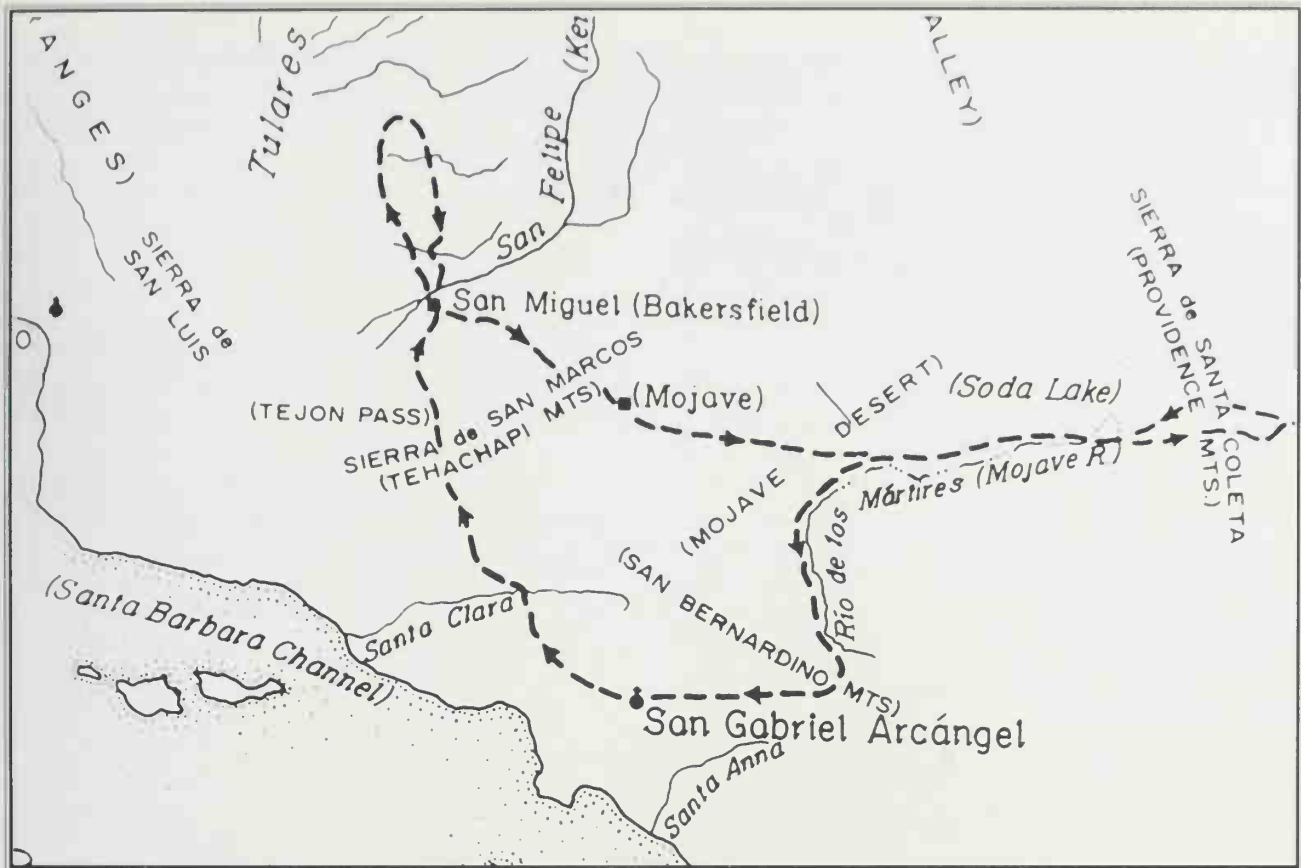 ANGES)
Tulares
San Felipe (Ker
ALLEY)
SIERRA de
SAN LUIS
San Miguel (Bakersfield)
SIERRA de SANTA COLETA
(PROVIDENCE MTS.)
(TEJON PASS)
SIERRA de SAN MARCOS
(TEHACHAPI MTS)
(Mojave)
(MOJAVE DESERT)
(Soda Lake)
Río de los Mártires (Mojave R.)
(SAN BERNARDINO MTS)
(Santa Barbara Channel)
Santa Clara
San Gabriel Arcángel
Santa Anna